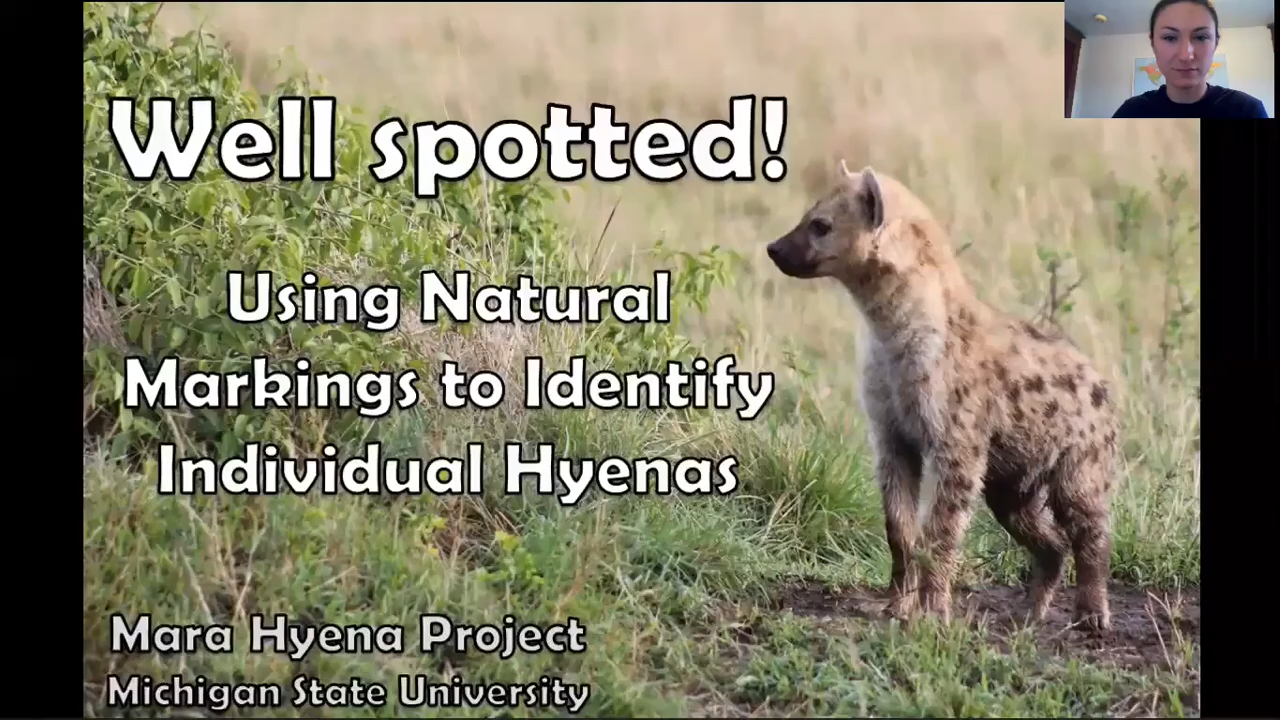 Well spotted!
Using Natural
Markings to Identify
Individual Hyenas
Mara Hyena Project
Michigan State University